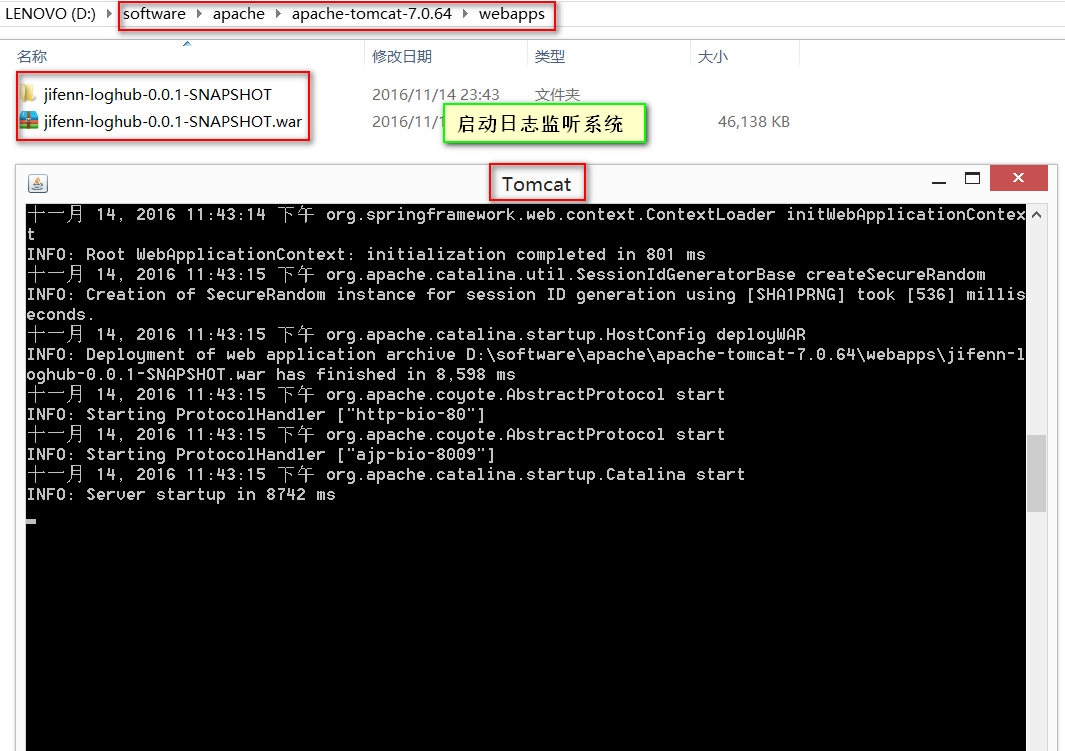 LENOVO (D:) software apache apache-tomcat-7.0.64 webapps
名称 修改日期 类型 大小
jifenn-loghub-0.0.1-SNAPSHOT 2016/11/14 23:43 文件夹
jifenn-loghub-0.0.1-SNAPSHOT.war 2016/11/1 46,138 KB
启动日志监听系统
Tomcat
十一月 14, 2016 11:43:14 下午 org.springframework.web.context.ContextLoader initWebApplicationContex
t
INFO: Root WebApplicationContext: initialization completed in 801 ms
十一月 14, 2016 11:43:15 下午 org.apache.catalina.util.SessionIdGeneratorBase createSecureRandom
INFO: Creation of SecureRandom instance for session ID generation using [SHA1PRNG] took [536] millis
econds.
十一月 14, 2016 11:43:15 下午 org.apache.catalina.startup.HostConfig deployWAR
INFO: Deployment of web application archive D:\software\apache\apache-tomcat-7.0.64\webapps\jifenn-l
oghub-0.0.1-SNAPSHOT.war has finished in 8,598 ms
十一月 14, 2016 11:43:15 下午 org.apache.coyote.AbstractProtocol start
INFO: Starting ProtocolHandler ["http-bio-80"]
十一月 14, 2016 11:43:15 下午 org.apache.coyote.AbstractProtocol start
INFO: Starting ProtocolHandler ["ajp-bio-8009"]
十一月 14, 2016 11:43:15 下午 org.apache.catalina.startup.Catalina start
INFO: Server startup in 8742 ms